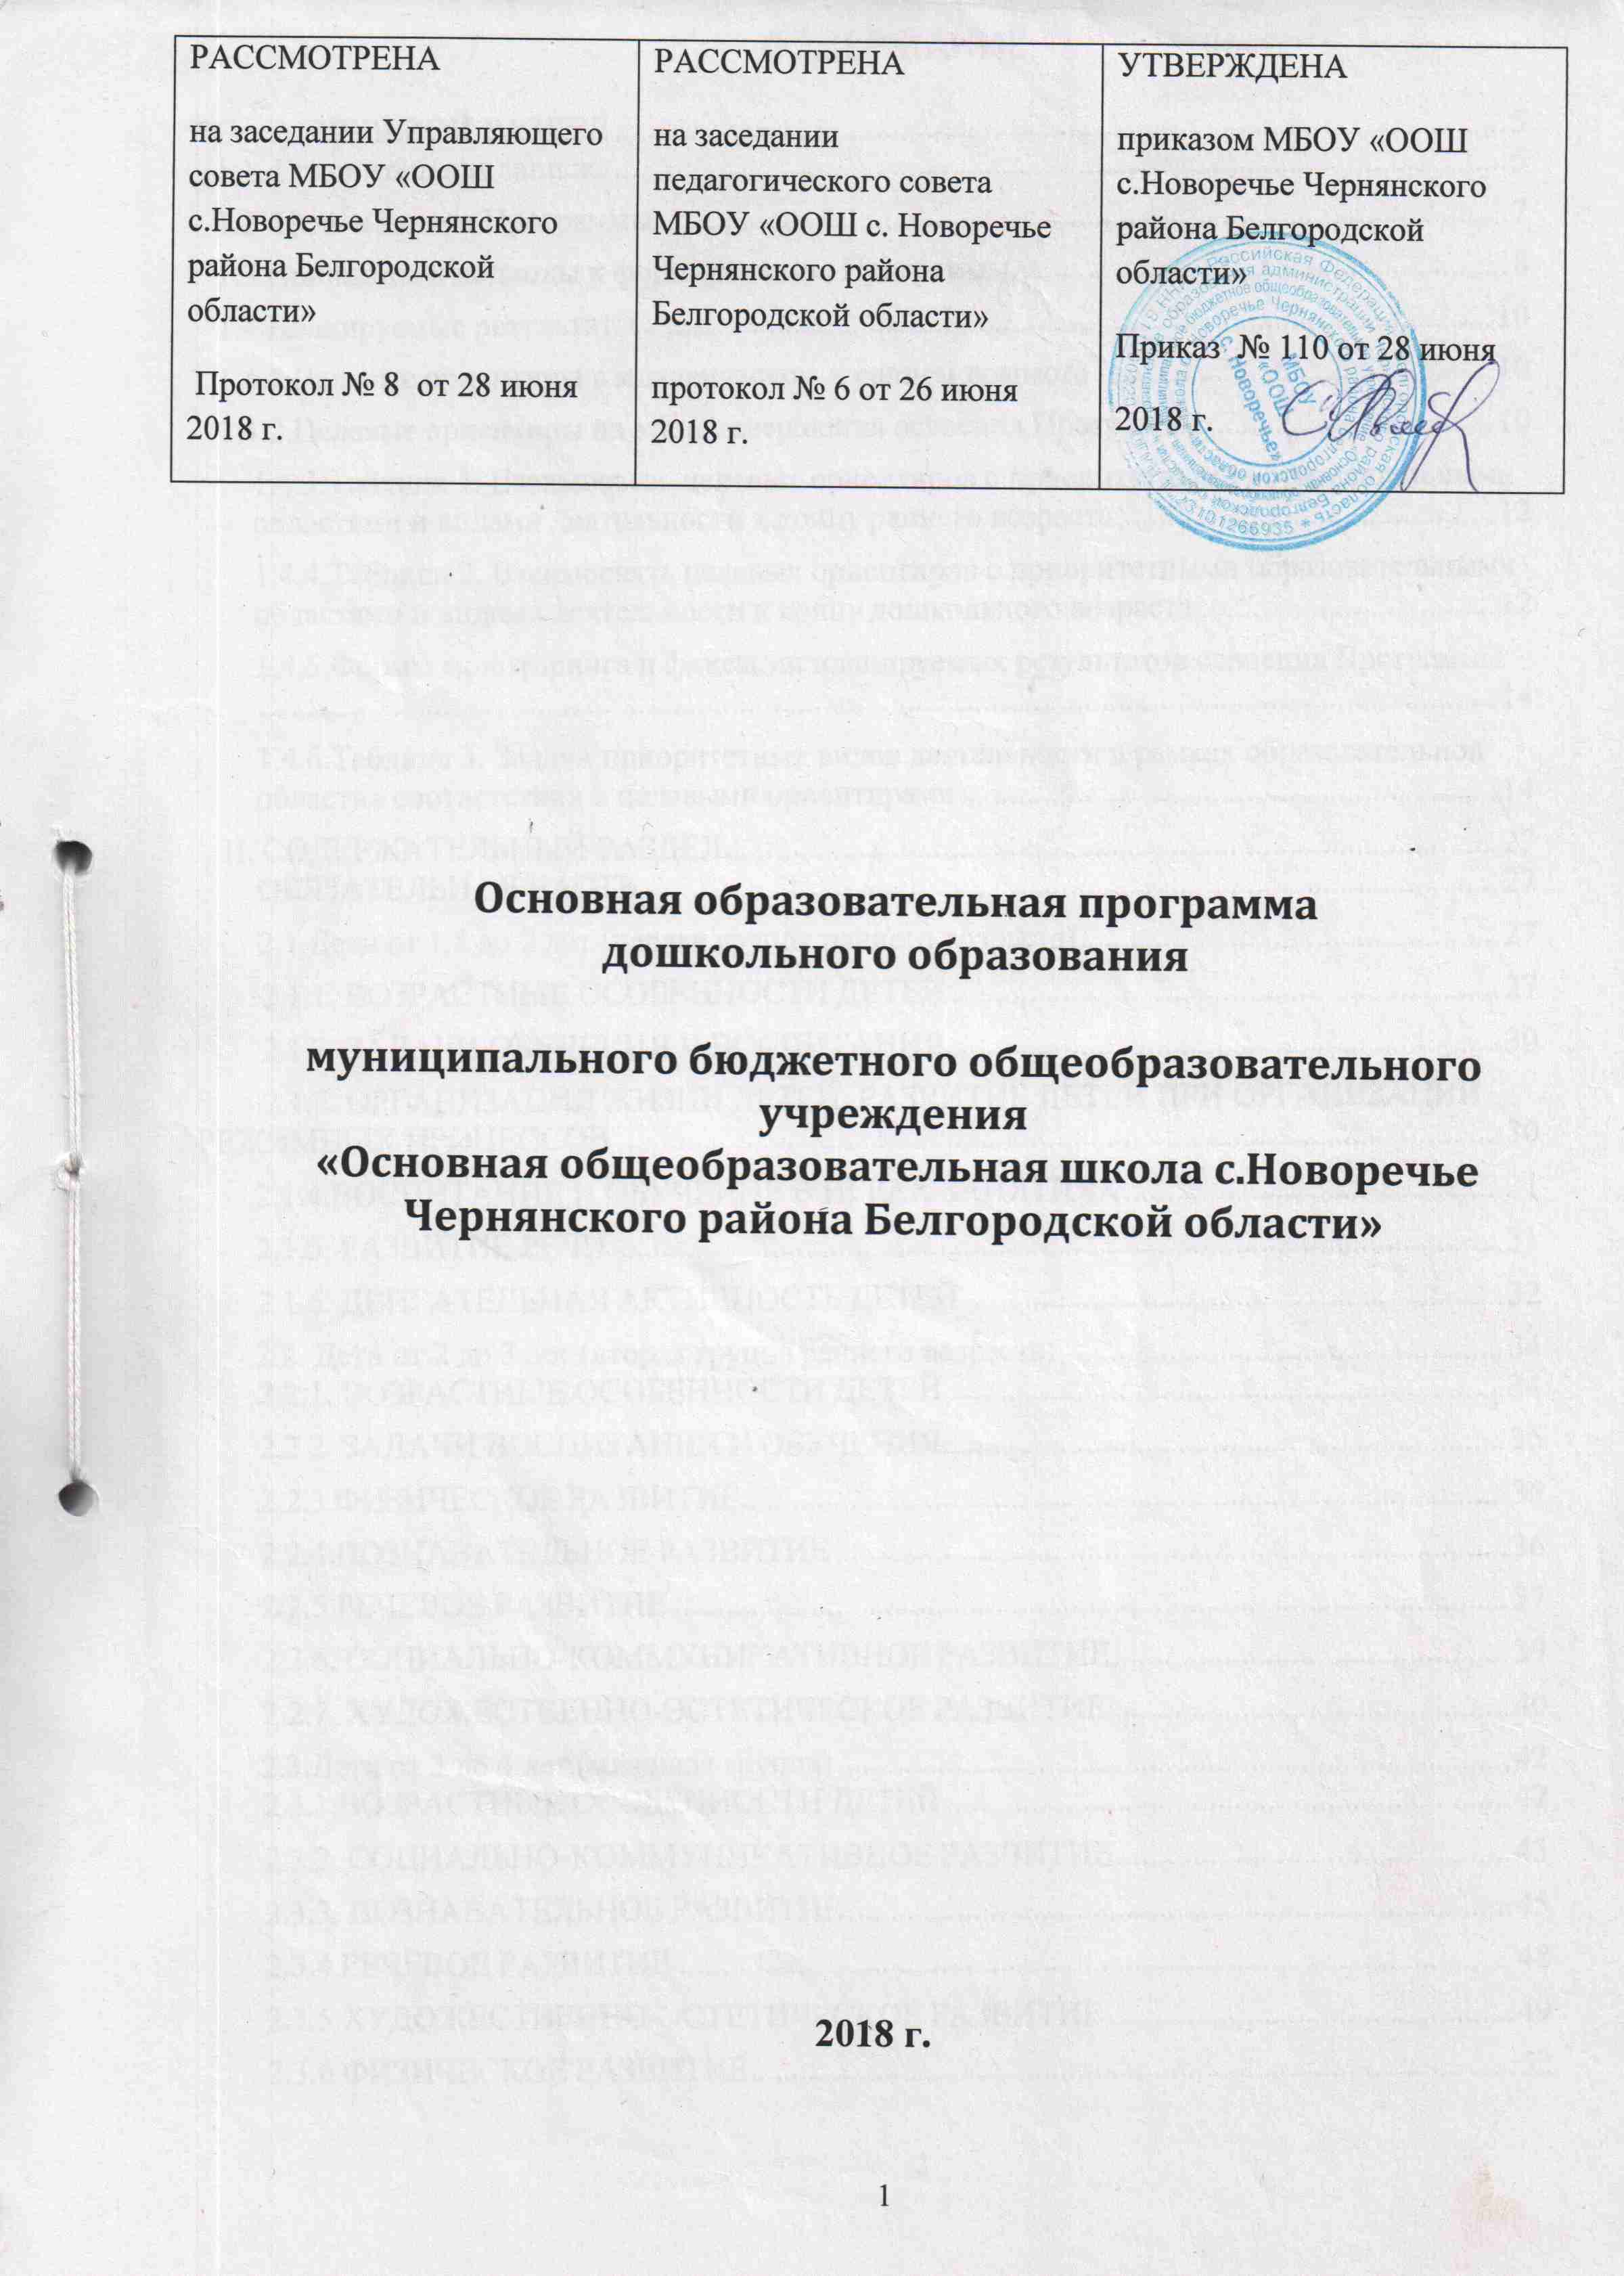 РАССМОТРЕНА
на заседании Управляющего
совета МБОУ «ООШ
с.Новоречье Чернянского
района Белгородской
области»
Протокол № 8 от 28 июня
2018 г.
РАССМОТРЕНА
на заседании
педагогического совета
МБОУ «ООШ с. Новоречье
Чернянского района
Белгородской области»
протокол № 6 от 26 июня
2018 г.
УТВЕРЖДЕНА
приказом МБОУ «ООШ
с.Новоречье Чернянского
района Белгородской
области»
Приказ № 110 от 28 июня
2018 г.
МБОУ
«ООШ
с. Новоречье»
Основная образовательная программа
дошкольного образования
муниципального бюджетного общеобразовательного
учреждения
«Основная общеобразовательная школа с.Новоречье
Чернянского района Белгородской области»
2018 г.
1